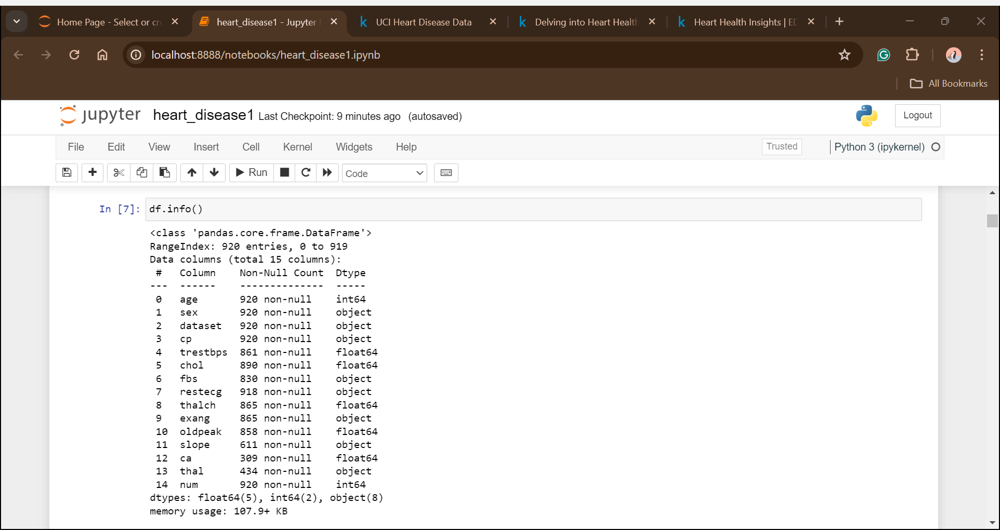 Home Page - Select or cr
heart_disease1 - Jupyter
UCI Heart Disease Data
Delving into Heart Health
Heart Health Insights | ED
localhost:8888/notebooks/heart_disease1.ipynb
All Bookmarks
jupyter heart_disease1 Last Checkpoint: 9 minutes ago (autosaved)
Logout
File Edit View Insert Cell Kernel Widgets Help
Trusted
Python 3 (ipykernel)
Run
Code
In [7]: df.info()
<class 'pandas.core.frame.DataFrame'>
RangeIndex: 920 entries, 0 to 919
Data columns (total 15 columns):
 #   Column    Non-Null Count  Dtype
---  ------    --------------  -----
 0   age       920 non-null    int64
 1   sex       920 non-null    object
 2   dataset   920 non-null    object
 3   cp        920 non-null    object
 4   trestbps  861 non-null    float64
 5   chol      890 non-null    float64
 6   fbs       830 non-null    object
 7   restecg   918 non-null    object
 8   thalch    865 non-null    float64
 9   exang     865 non-null    object
 10  oldpeak   858 non-null    float64
 11  slope     611 non-null    object
 12  ca        309 non-null    float64
 13  thal      434 non-null    object
 14  num       920 non-null    int64
dtypes: float64(5), int64(2), object(8)
memory usage: 107.9+ KB